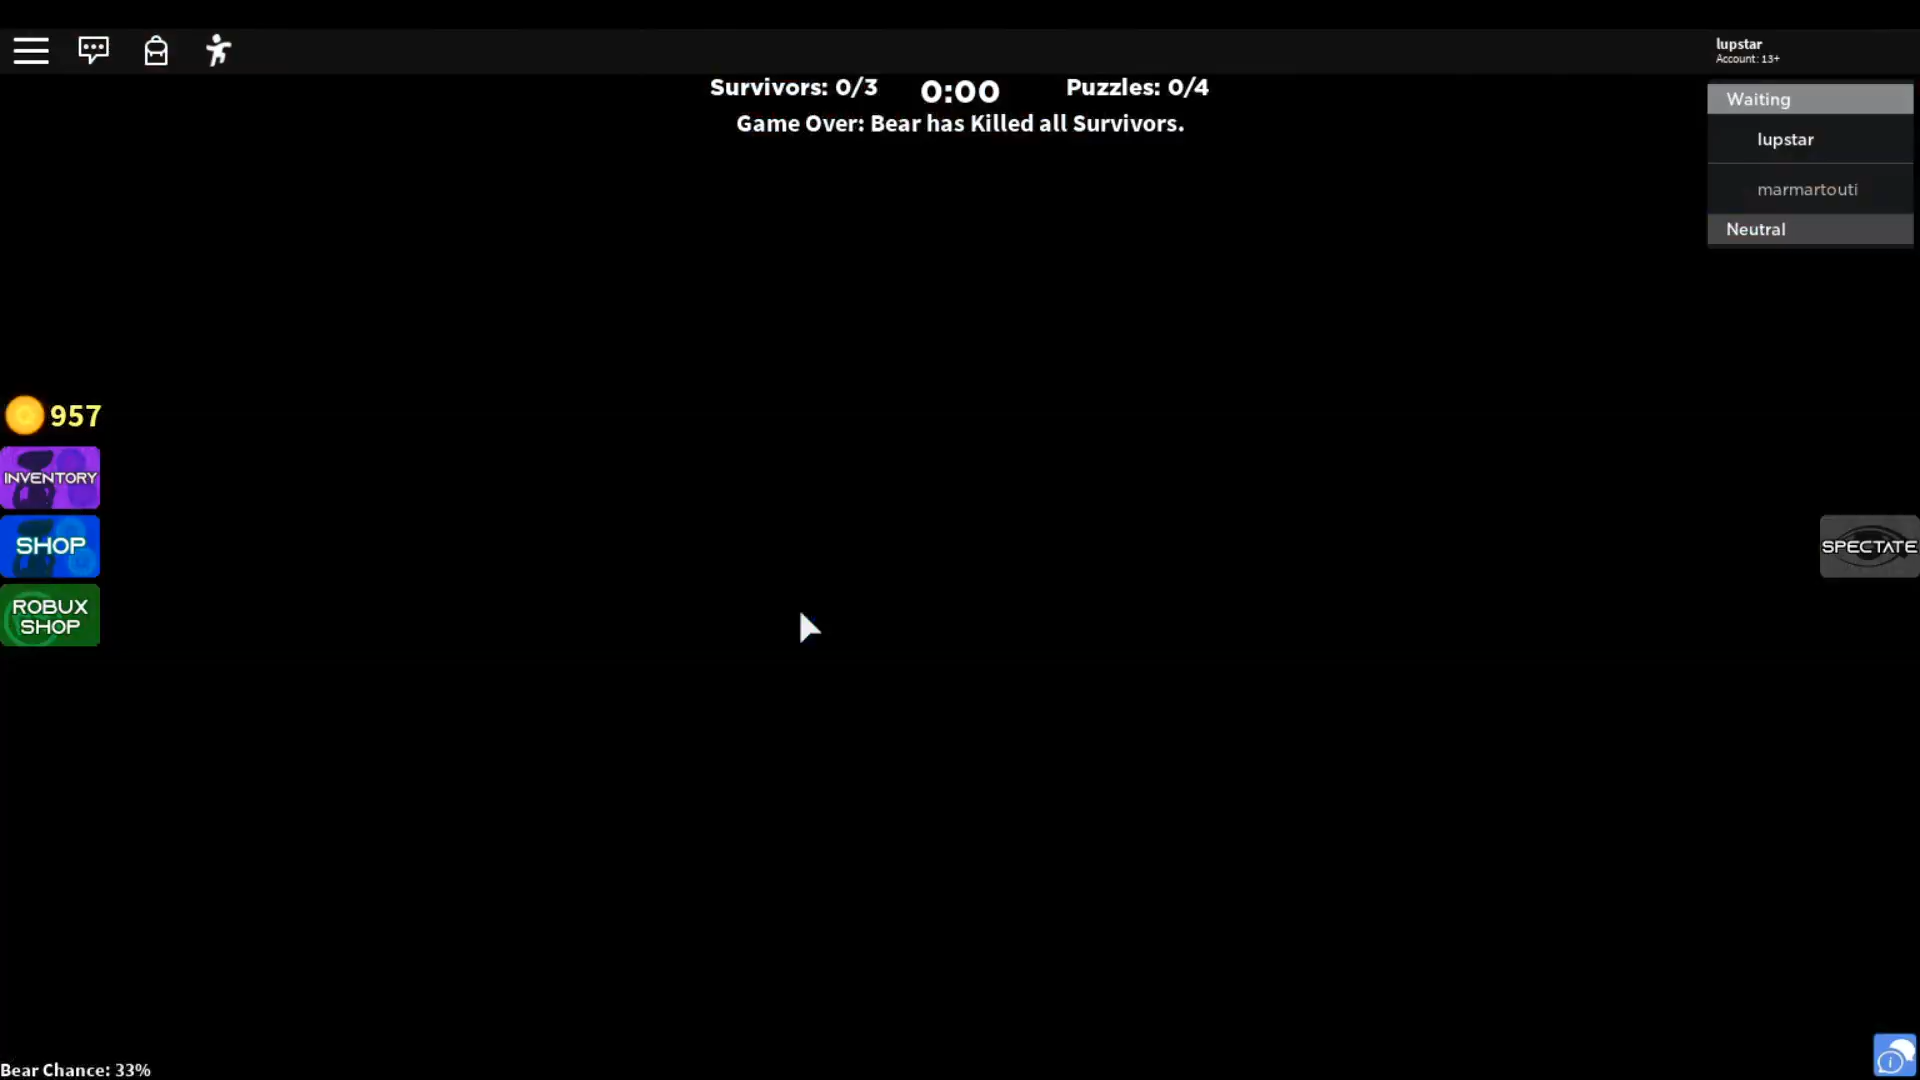 lupstar
Account: 13+
Survivors: 0/3
0:00
Puzzles: 0/4
Game Over: Bear has Killed all Survivors.
Waiting
lupstar
marmartouti
Neutral
957
INVENTORY
SHOP
ROBUX
SHOP
SPECTATE
Bear Chance: 33%